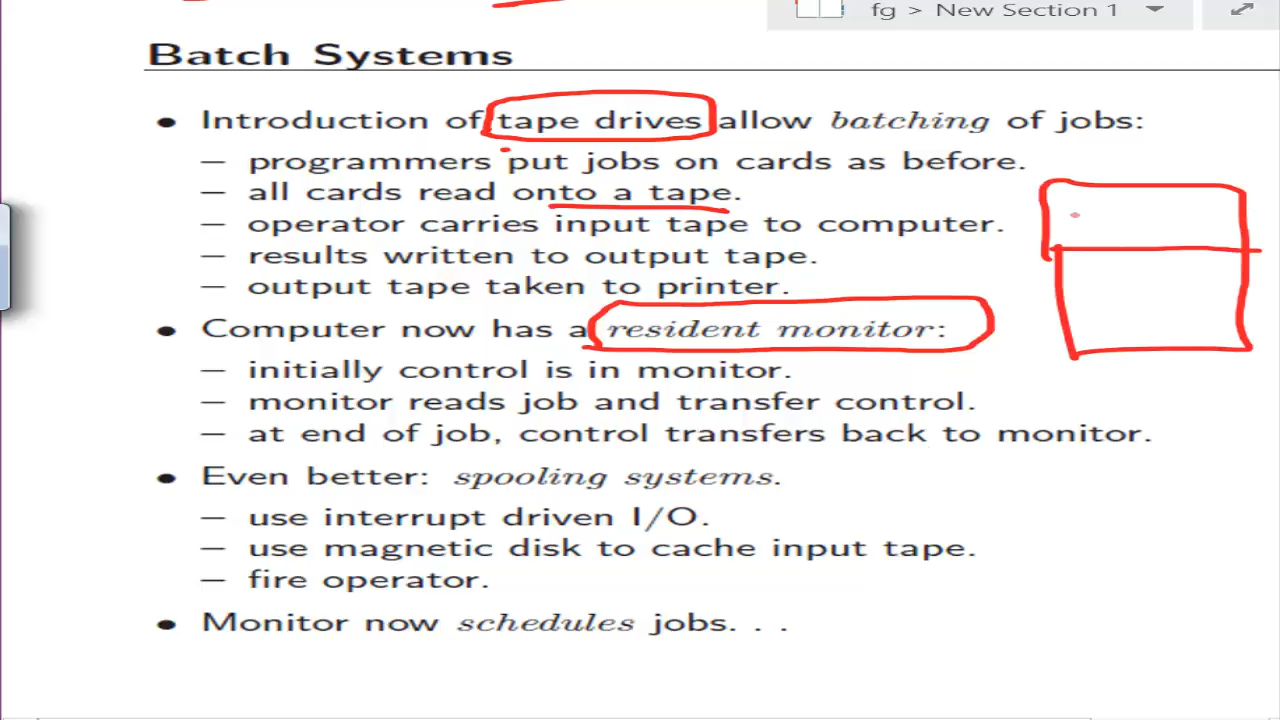 fg > New Section 1
Batch Systems
• Introduction of tape drives allow batching of jobs:
– programmers put jobs on cards as before.
– all cards read onto a tape.
– operator carries input tape to computer.
– results written to output tape.
– output tape taken to printer.
• Computer now has a resident monitor:
– initially control is in monitor.
– monitor reads job and transfer control.
– at end of job, control transfers back to monitor.
• Even better: spooling systems.
– use interrupt driven I/O.
– use magnetic disk to cache input tape.
– fire operator.
• Monitor now schedules jobs. . .